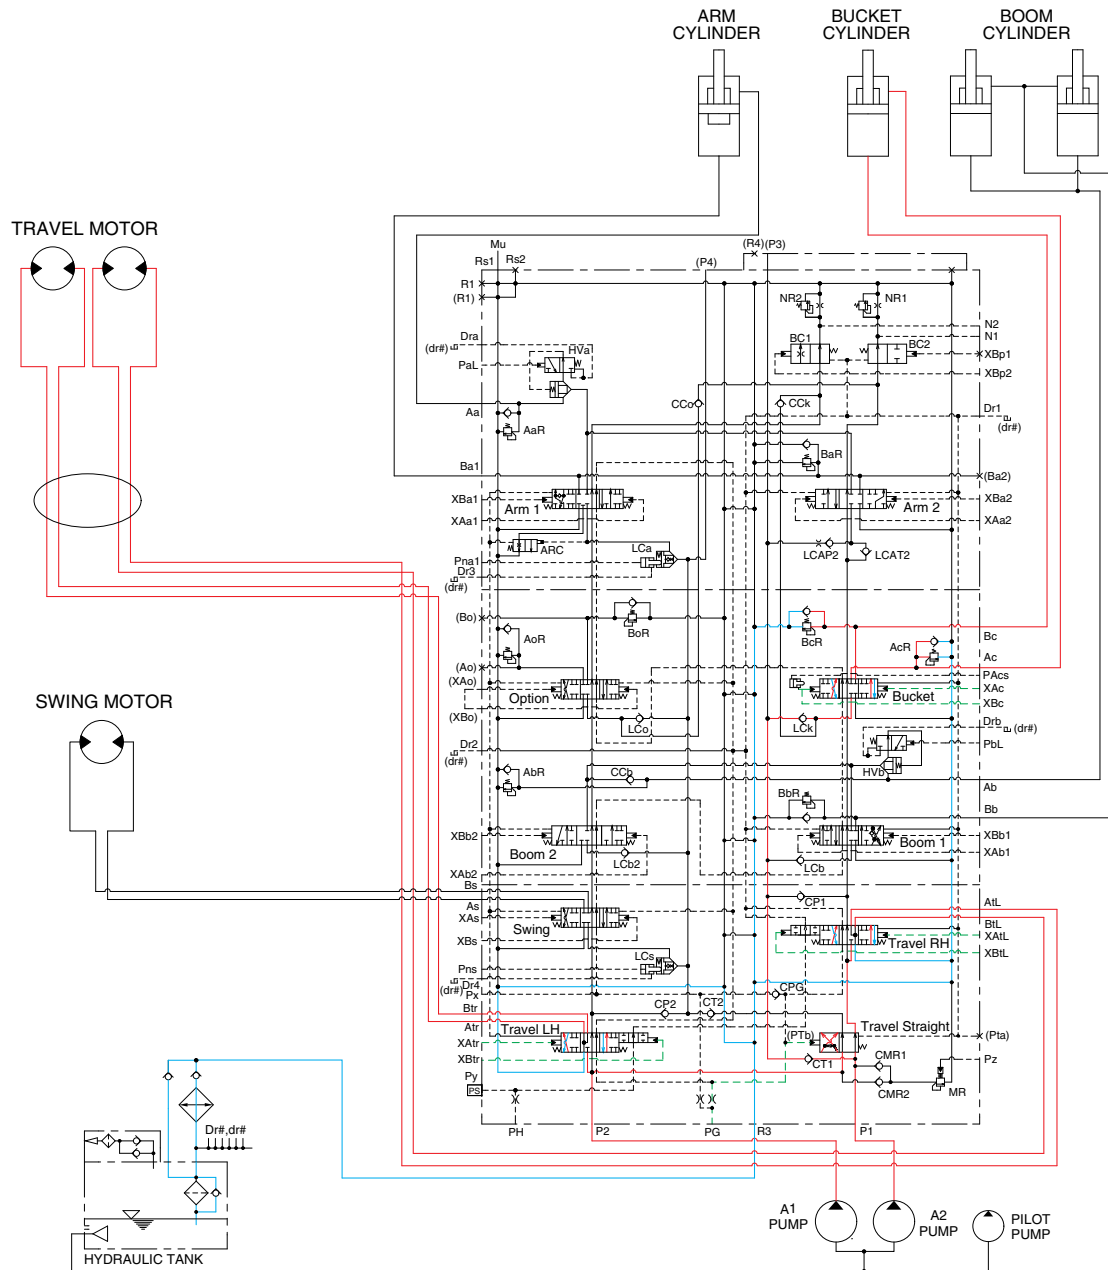 ARM
CYLINDER
BUCKET
CYLINDER
BOOM
CYLINDER
TRAVEL MOTOR
Mu
Rs1
Rs2
(P4)
(R4)
(P3)
R1
(R1)
NR2
NR1
N2
N1
Dra
(dr#)
HVa
BC1
BC2
XBp1
PaL
XBp2
CCo
CCk
Aa
AaR
Dr1
(dr#)
BaR
Ba1
(Ba2)
XBa1
Arm 1
Arm 2
XBa2
XAa1
XAa2
ARC
LCa
LCAP2
LCAT2
Pna1
Dr3
(dr#)
(Bo)
BoR
AoR
BcR
AcR
Bc
Ac
(Ao)
PAcs
(XAo)
Option
Bucket
XAc
XBc
(XBo)
LCo
LCk
Drb
(dr#)
SWING MOTOR
Dr2
(dr#)
PbL
HVb
AbR
CCb
BbR
Ab
Bb
XBb2
Boom 2
Boom 1
XBb1
XAb1
XAb2
LCb2
LCb
Bs
CP1
As
XAs
Swing
AtL
BtL
XBs
Travel RH
XAtL
XBtL
LCs
Pns
(dr#)
Dr4
Px
CPG
Btr
CP2
CT2
Atr
Travel LH
(PTb)
Travel Straight
(Pta)
XAtr
XBtr
CT1
CMR1
Pz
Py
CMR2
MR
PS
PH
P2
PG
R3
P1
Dr#,dr#
A1
PUMP
A2
PUMP
PILOT
PUMP
HYDRAULIC TANK